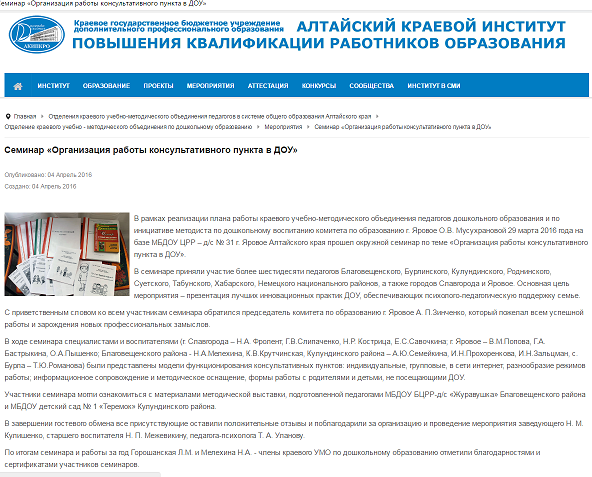 Семинар «Организация работы консультативного пункта в ДОУ»
Краевое государственное бюджетное учреждение
дополнительного профессионального образования
АЛТАЙСКИЙ КРАЕВОЙ ИНСТИТУТ
ПОВЫШЕНИЯ КВАЛИФИКАЦИИ РАБОТНИКОВ ОБРАЗОВАНИЯ
АКИПКРО
ИНСТИТУТ ОБРАЗОВАНИЕ ПРОЕКТЫ МЕРОПРИЯТИЯ АТТЕСТАЦИЯ КОНКУРСЫ СООБЩЕСТВА ИНСТИТУТ В СМИ
Главная » Отделения краевого учебно-методического объединения педагогов в системе общего образования Алтайского края »
Отделение краевого учебно - методического объединения по дошкольному образованию » Мероприятия » Семинар «Организация работы консультативного пункта в ДОУ»
Семинар «Организация работы консультативного пункта в ДОУ»
Опубликовано: 04 Апрель 2016
Создано: 04 Апрель 2016
В рамках реализации плана работы краевого учебно-методического объединения педагогов дошкольного образования и по
инициативе методиста по дошкольному воспитанию комитета по образованию г. Яровое О.В. Мусухрановой 29 марта 2016 года на
базе МБДОУ ЦРР – д/с № 31 г. Яровое Алтайского края прошел окружной семинар по теме «Организация работы консультативного
пункта в ДОУ».
В семинаре приняли участие более шестидесяти педагогов Благовещенского, Бурлинского, Кулундинского, Роднинского,
Суетского, Табунского, Хабарского, Немецкого национального районов, а также городов Славгорода и Яровое. Основная цель
мероприятия – презентация лучших инновационных практик ДОУ, обеспечивающих психолого-педагогическую поддержку семье.
С приветственным словом ко всем участникам семинара обратился председатель комитета по образованию г. Яровое А. П.Зинченко, который пожелал всем успешной
работы и зарождения новых профессиональных замыслов.
В ходе семинара специалистами и воспитателями (г. Славгорода – Н.А. Фролент, Г.В.Слипаченко, Н.Р. Кострица, Е.С.Савочкина; г. Яровое – В.М.Попова, Г.А.
Бастрыкина, О.А.Пышенко; Благовещенского района - Н.А.Мелехина, К.В.Крутчинская, Кулундинского района – А.Ю.Семейкина, И.Н.Прохоренкова, И.Н.Зальцман, с.
Бурла – Т.Ю.Романова) были представлены модели функционирования консультативных пунктов: индивидуальные, групповые, в сети интернет; разнообразие режимов
работы; информационное сопровождение и методическое оснащение, формы работы с родителями и детьми, не посещающими ДОУ.
Участники семинара могли ознакомиться с материалами методической выставки, подготовленной педагогами МБДОУ БЦРР-д/с «Журавушка» Благовещенского района
и МБДОУ детский сад № 1 «Теремок» Кулундинского района.
В завершении гостевого обмена все присутствующие оставили положительные отзывы и поблагодарили за организацию и проведение мероприятия заведующего Н. М.
Кулишенко, старшего воспитателя Н. П. Межевикину, педагога-психолога Т. А. Уланову.
По итогам семинара и работы за год Горошанская Л.М. и Мелехина Н.А. - члены краевого УМО по дошкольному образованию отметили благодарностями и
сертификатами участников семинаров.